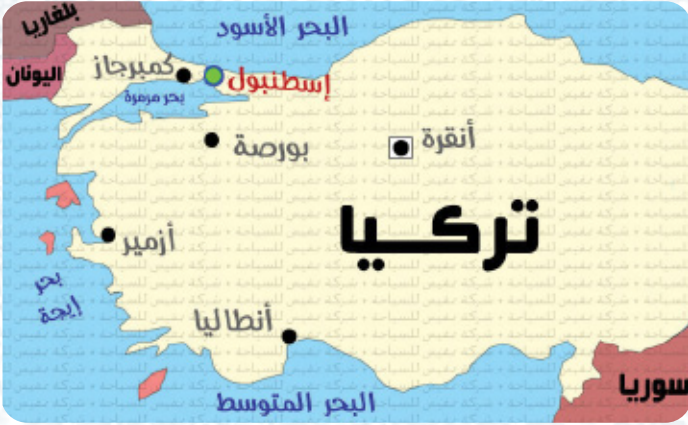 بلغاريا
البحر الأسود
اليونان
كمبرجاز
إسطنبول
بحر مرمرة
بورصة
أنقرة
تركيا
أزمير
بحر
إيجة
أنطاليا
سوريا
البحر المتوسط